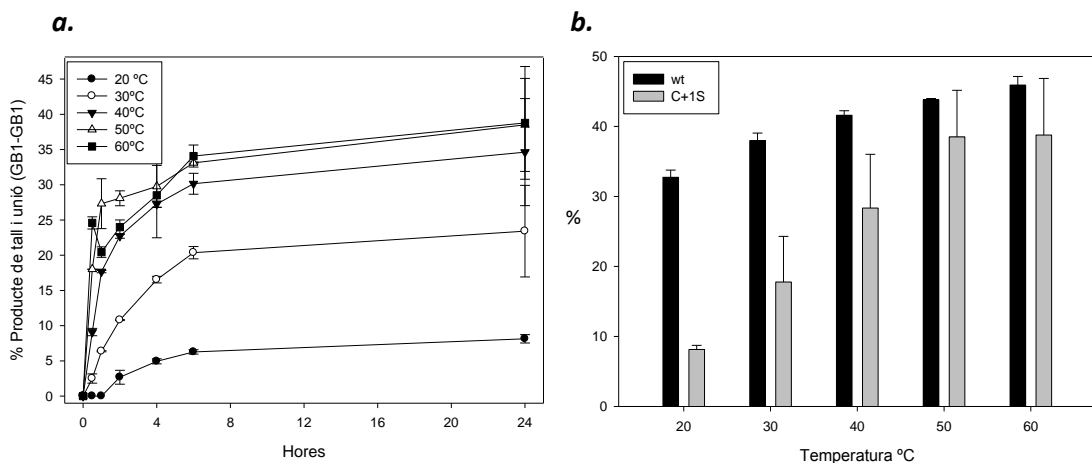 a.
45
40
35
30
25
20
15
10
5
0
% Producte de tall i unió (GB1-GB1)
20 ºC
30ºC
40ºC
50ºC
60ºC
0 4 8 12 16 20 24
Hores
b.
50
40
30
20
10
0
%
wt
C+1S
20 30 40 50 60
Temperatura ºC